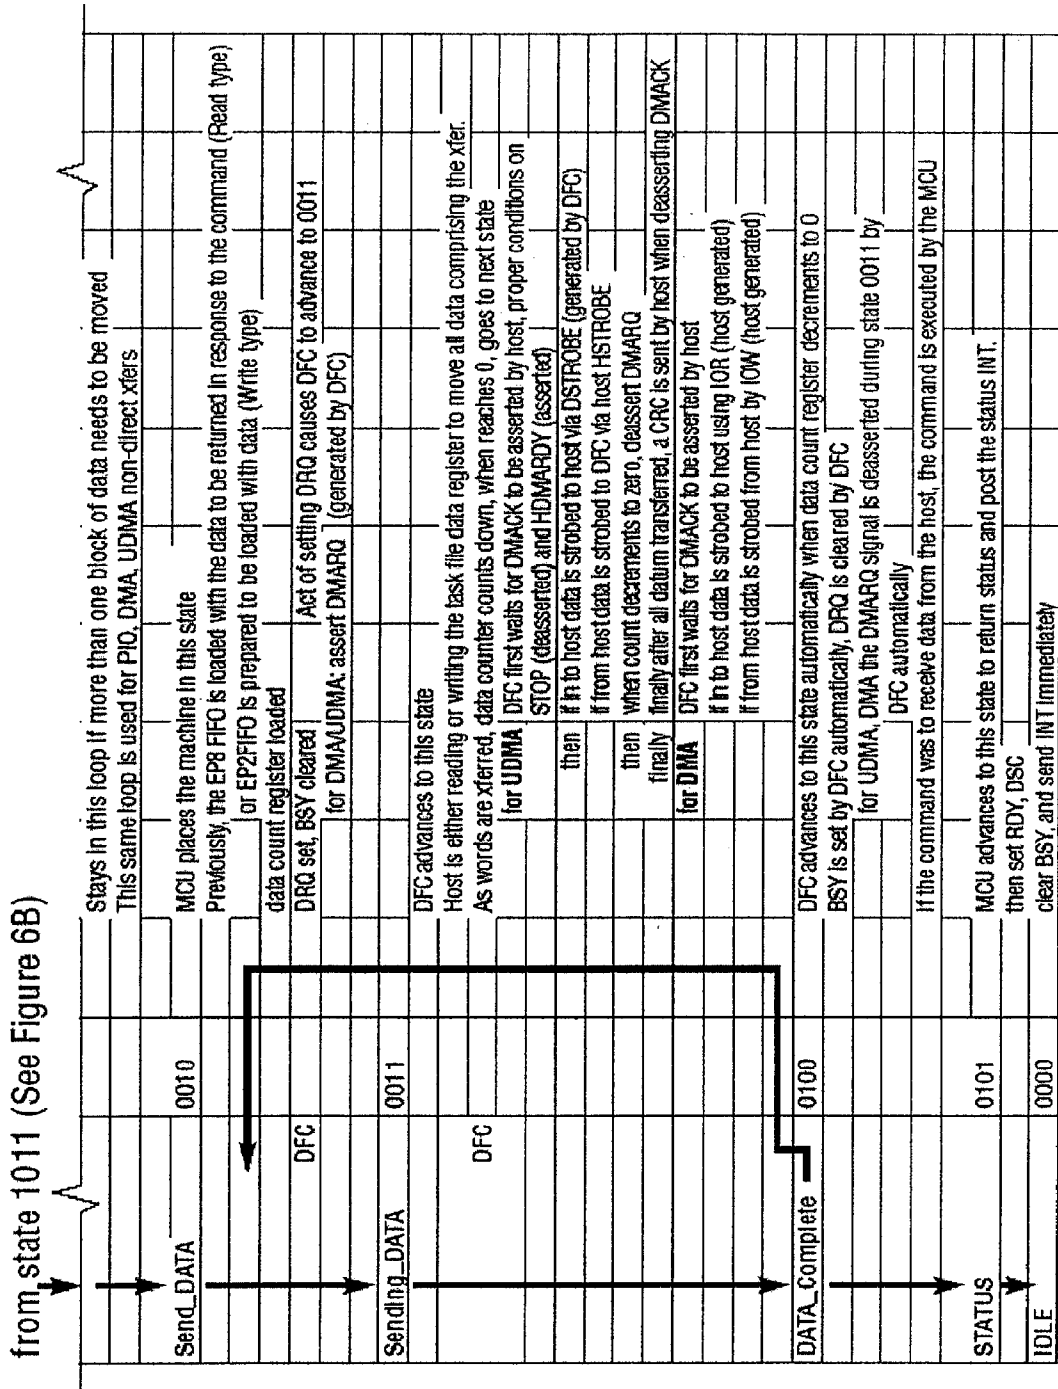 from state 1011 (See Figure 6B)
Stays in this loop if more than one block of data needs to be moved
This same loop is used for PIO, DMA, UDMA non-direct xfers
Send_DATA 0010 MCU places the machine in this state
Previously, the EP8 FIFO is loaded with the data to be returned in response to the command (Read type)
or EP2FIFO is prepared to be loaded with data (Write type)
data count register loaded
DFC DRQ set, BSY cleared Act of setting DRQ causes DFC to advance to 0011
for DMA/UDMA: assert DMARQ (generated by DFC)
Sending_DATA 0011 DFC advances to this state
Host is either reading or writing the task file data register to move all data comprising the xfer.
DFC As words are xferred, data counter counts down, when reaches 0, goes to next state
for UDMA DFC first waits for DMACK to be asserted by host, proper conditions on
STOP (deasserted) and HDMARDY (asserted)
then if in to host data is strobed to host via DSTROBE (generated by DFC)
if from host data is strobed to DFC via host HSTROBE
then when count decrements to zero, deassert DMARQ
finally finally after all datum transferred, a CRC is sent by host when deasserting DMACK
for DMA DFC first waits for DMACK to be asserted by host
if in to host data is strobed to host using IOR (host generated)
if from host data is strobed from host by IOW (host generated)
DATA_Complete 0100 DFC advances to this state automatically when data count register decrements to 0
BSY is set by DFC automatically, DRQ is cleared by DFC
for UDMA, DMA the DMARQ signal is deasserted during state 0011 by
DFC automatically
If the command was to receive data from the host, the command is executed by the MCU
STATUS 0101 MCU advances to this state to return status and post the status INT,
then set RDY, DSC
IDLE 0000 clear BSY, and send INT immediately